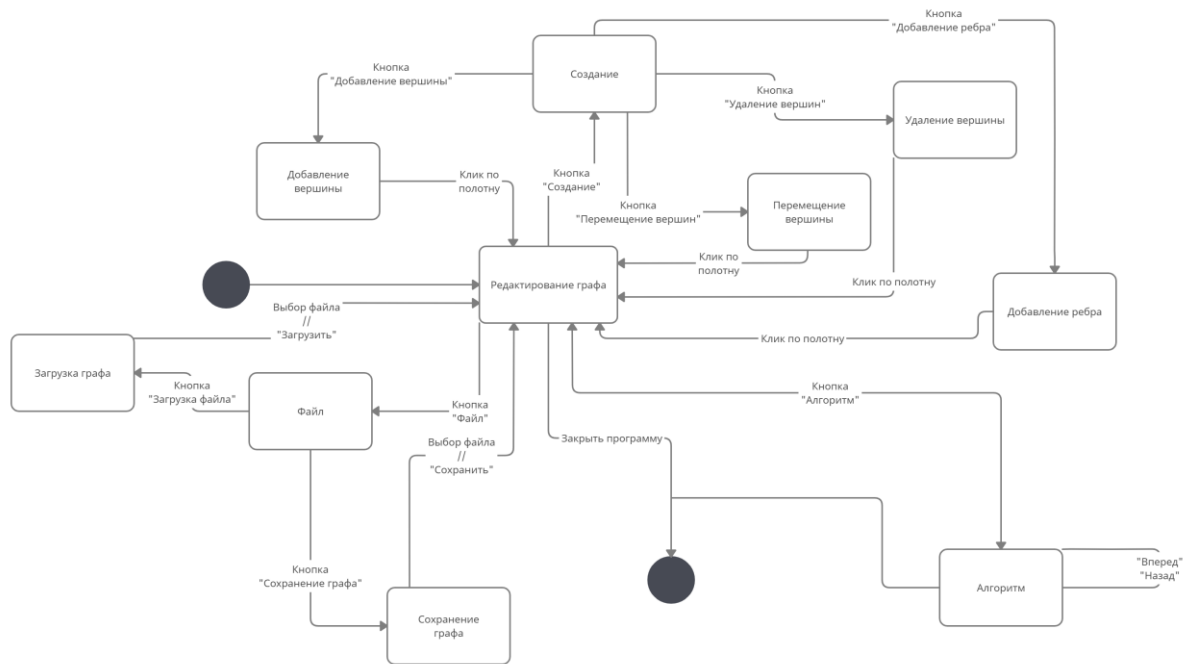 Кнопка
"Добавление ребра"
Кнопка
"Добавление вершины"
Создание
Кнопка
"Удаление вершин"
Удаление вершины
Добавление
вершины
Клик по
полотну
Кнопка
"Создание"
Кнопка
"Перемещение вершин"
Перемещение
вершины
Клик по
полотну
Клик по полотну
Редактирование графа
Выбор файла
//
"Загрузить"
Добавление ребра
Клик по полотну
Загрузка графа
Кнопка
"Загрузка файла"
Файл
Кнопка
"Файл"
Кнопка
"Алгоритм"
Выбор файла
//
"Сохранить"
Закрыть программу
Кнопка
"Сохранение графа"
Сохранение
графа
Алгоритм
"Вперед"
"Назад"